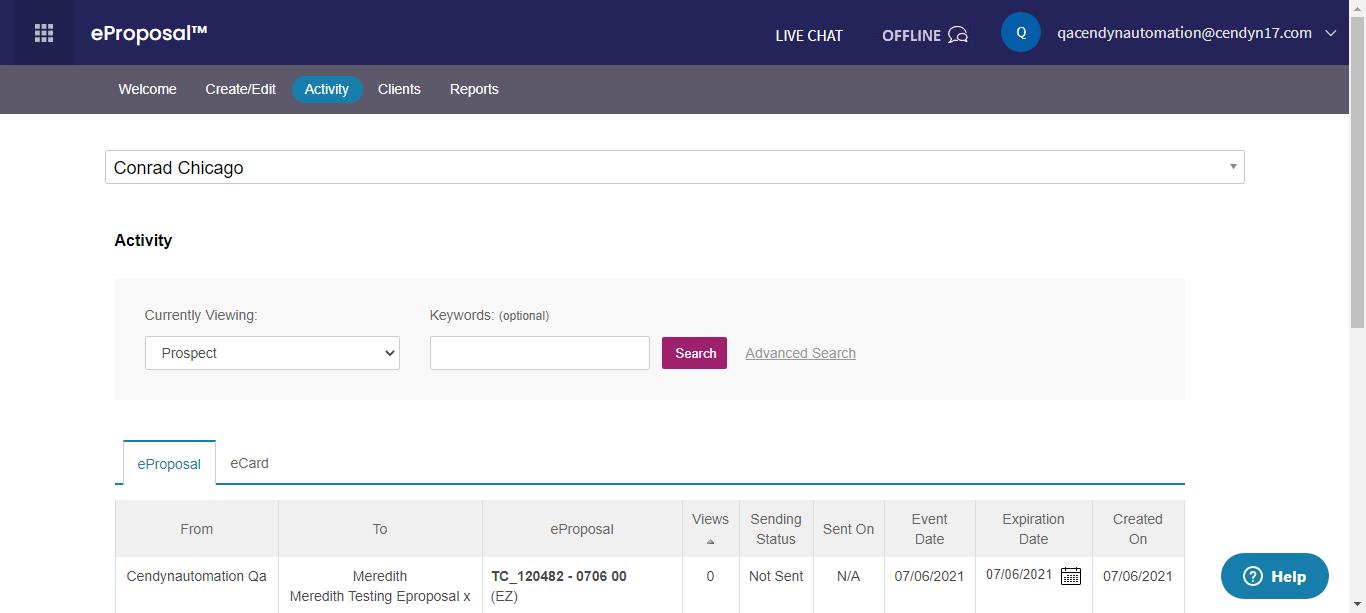 eProposal™
LIVE CHAT
OFFLINE
Q
qacendynautomation@cendyn17.com
Welcome
Create/Edit
Activity
Clients
Reports
Conrad Chicago
Activity
Currently Viewing:
Keywords: (optional)
Prospect
Search
Advanced Search
eProposal
eCard
From
To
eProposal
Views
Sending
Status
Sent On
Event
Date
Expiration
Date
Created
On
Cendynautomation Qa
Meredith
Meredith Testing Eproposal x
TC_120482 - 0706 00
(EZ)
0
Not Sent
N/A
07/06/2021
07/06/2021
07/06/2021
Help